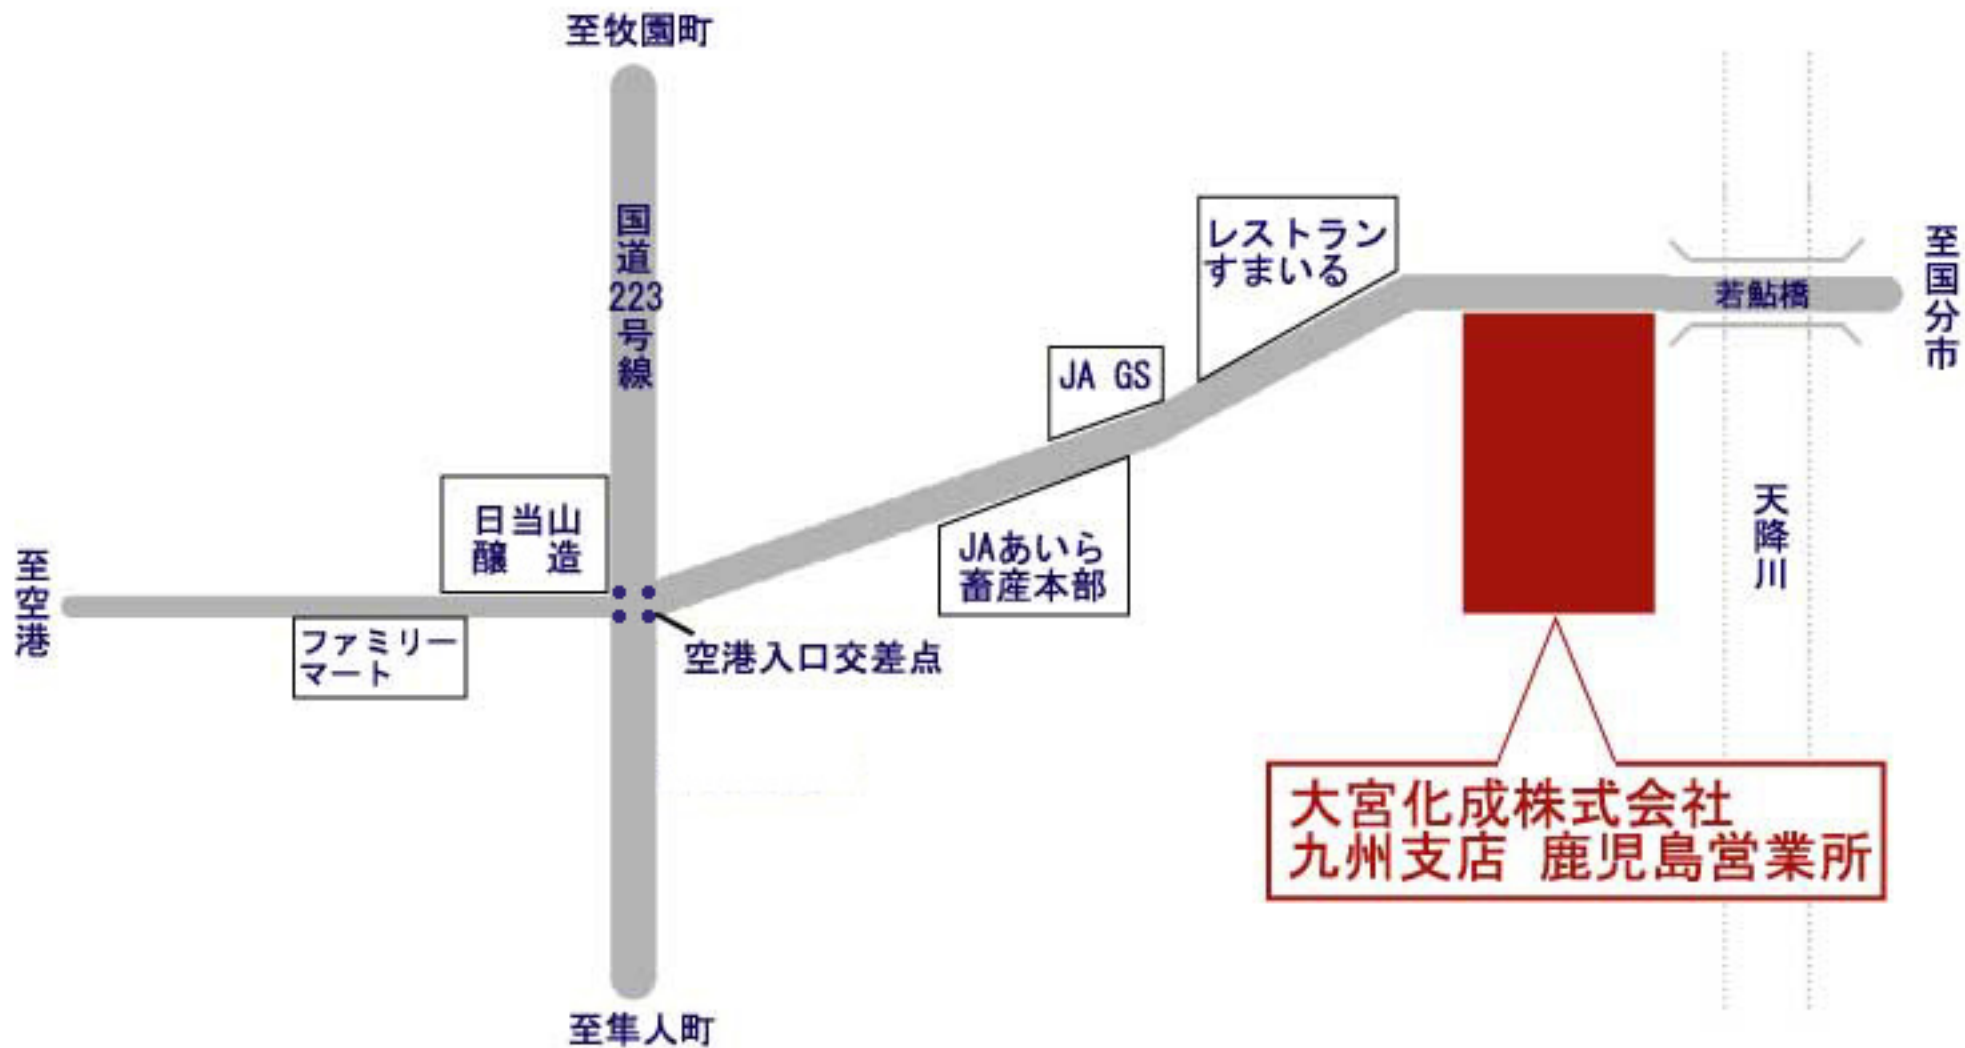 至牧園町
国道223号線
レストラン
すまいる
至国分市
若鮎橋
JA GS
日当山
醸 造
JAあいら
畜産本部
天降川
至空港
ファミリー
マート
空港入口交差点
大宮化成株式会社
九州支店 鹿児島営業所
至隼人町